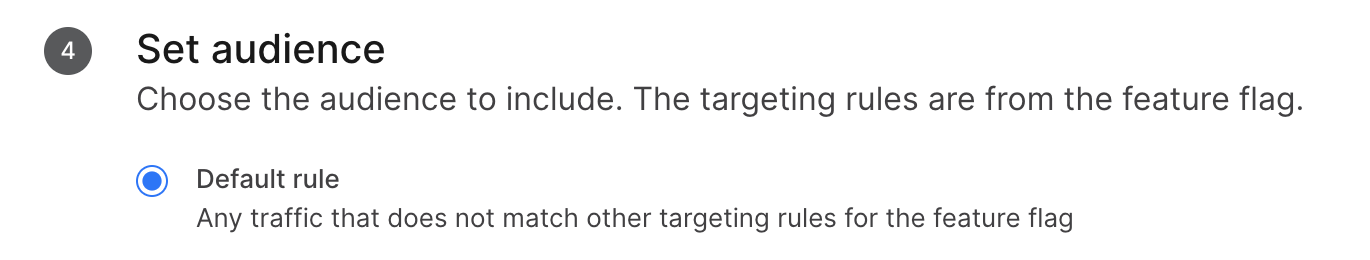 4
Set audience
Choose the audience to include. The targeting rules are from the feature flag.
Default rule
Any traffic that does not match other targeting rules for the feature flag